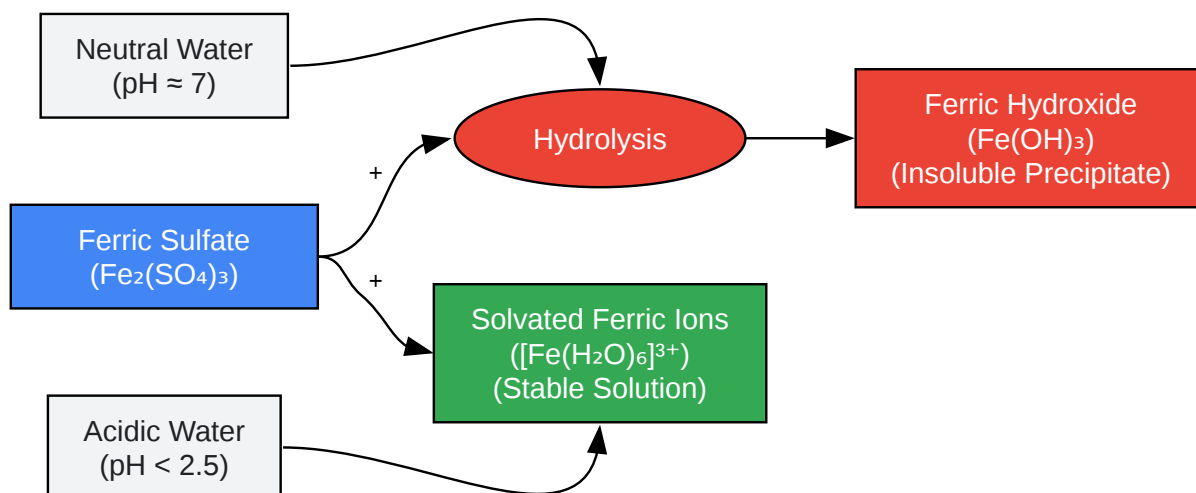 Neutral Water
(pH ≈ 7)
Hydrolysis
Ferric Hydroxide
(Fe(OH)₃)
(Insoluble Precipitate)
+
Ferric Sulfate
(Fe₂(SO₄)₃)
+
Solvated Ferric Ions
([Fe(H₂O)₆]³⁺)
(Stable Solution)
Acidic Water
(pH < 2.5)